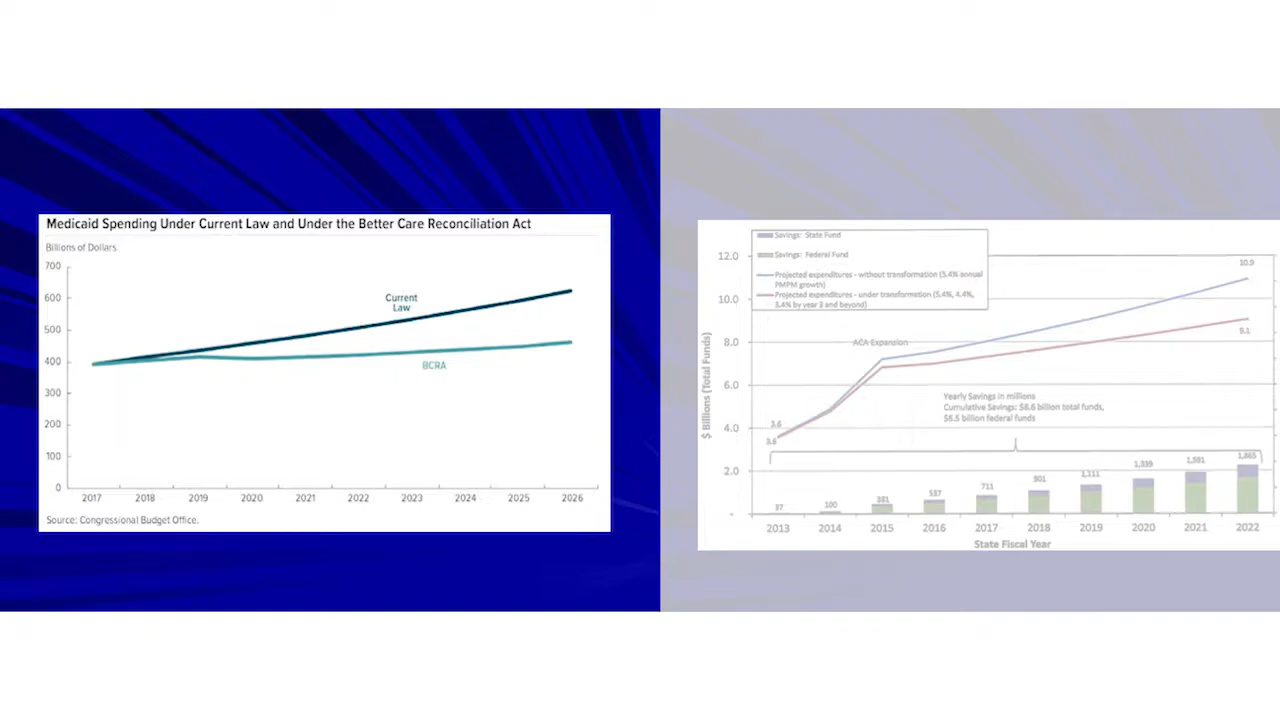 Medicaid Spending Under Current Law and Under the Better Care Reconciliation Act
Billions of Dollars
700
600
500
400
300
200
100
0
Current
Law
BCRA
2017 2018 2019 2020 2021 2022 2023 2024 2025 2026
Source: Congressional Budget Office.
Savings: State Fund
Savings: Federal Fund
Projected expenditures - without transformation (5.4% annual
PMPM growth)
Projected expenditures - under transformation (5.4%, 4.4%,
3.4% by year 3 and beyond)
$ Billions (Total Funds)
12.0
10.0
8.0
6.0
4.0
2.0
-
10.9
9.1
ACA Expansion
3.6
3.6
Yearly Savings in millions
Cumulative Savings: $8.6 billion total funds,
$6.5 billion federal funds
37 100 381 537 711 901 1,111 1,339 1,591 1,865
2013 2014 2015 2016 2017 2018 2019 2020 2021 2022
State Fiscal Year